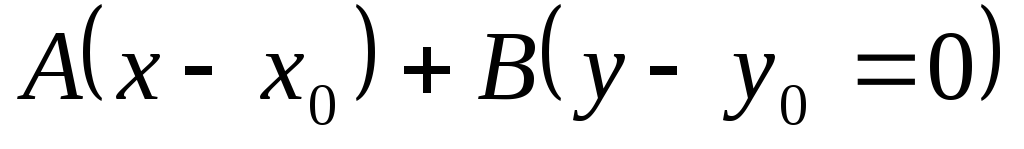 A(x - x₀) + B(y - y₀ =0)